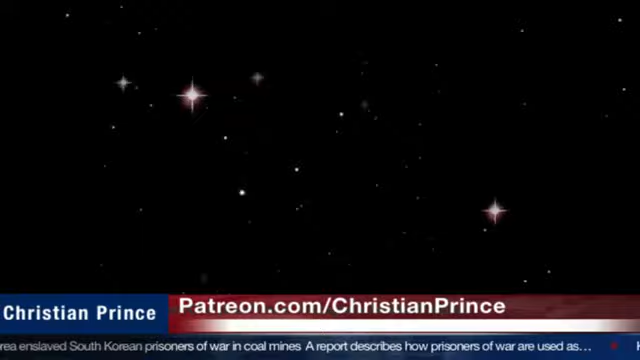 Patreon.com/ChristianPrince
Christian Prince
rea enslaved South Korean prisoners of war in coal mines A report describes how prisoners of war are used as…